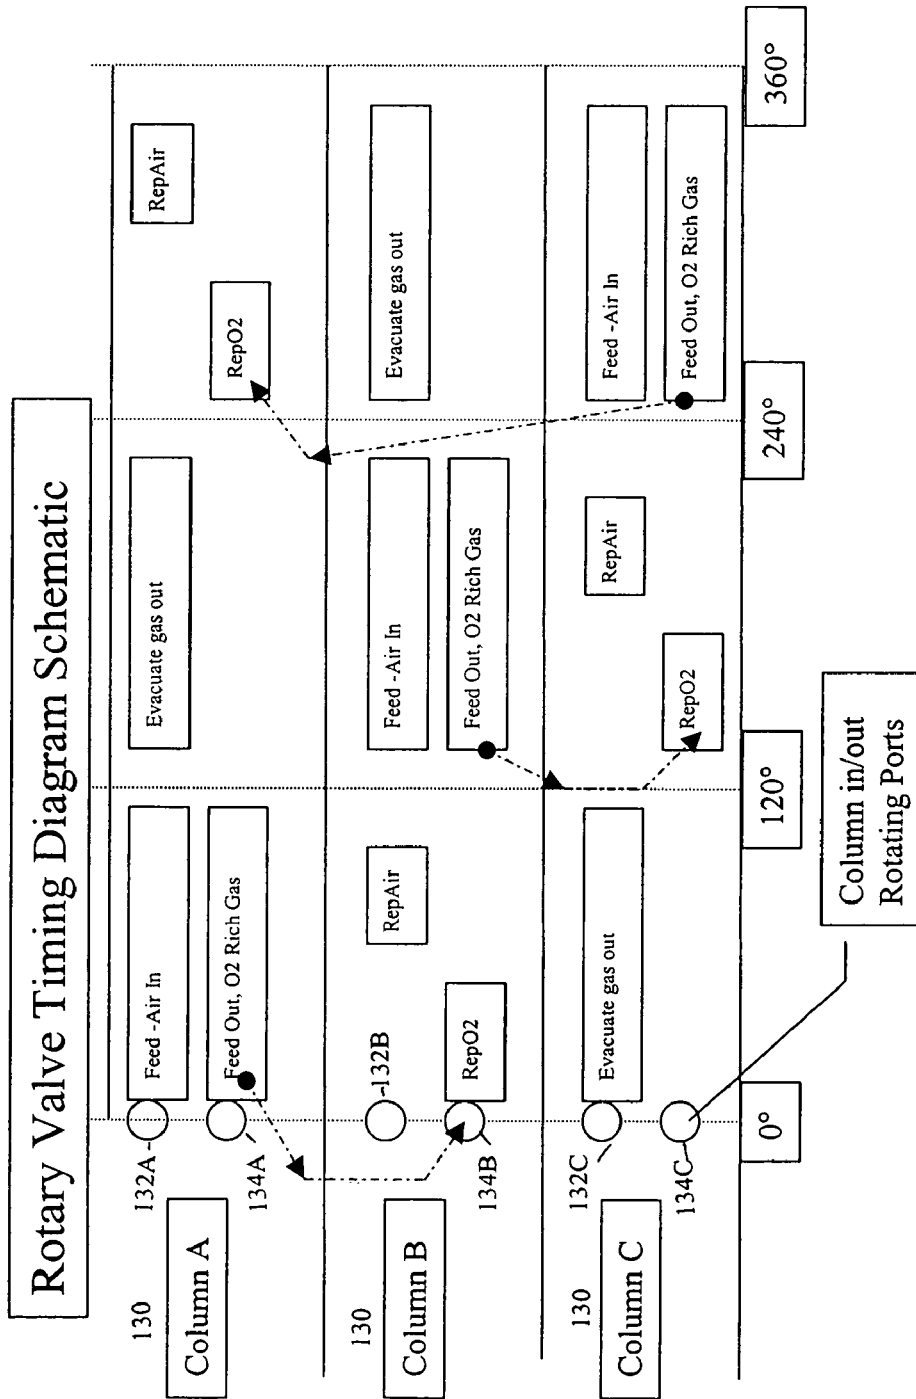 Rotary Valve Timing Diagram Schematic
130
Column A
132A
134A
Feed -Air In
Feed Out, O2 Rich Gas
Evacuate gas out
RepO2
RepAir
130
Column B
132B
134B
RepO2
RepAir
Feed -Air In
Feed Out, O2 Rich Gas
Evacuate gas out
130
Column C
132C
134C
Evacuate gas out
RepO2
RepAir
Feed -Air In
Feed Out, O2 Rich Gas
0°
120°
240°
360°
Column in/out
Rotating Ports